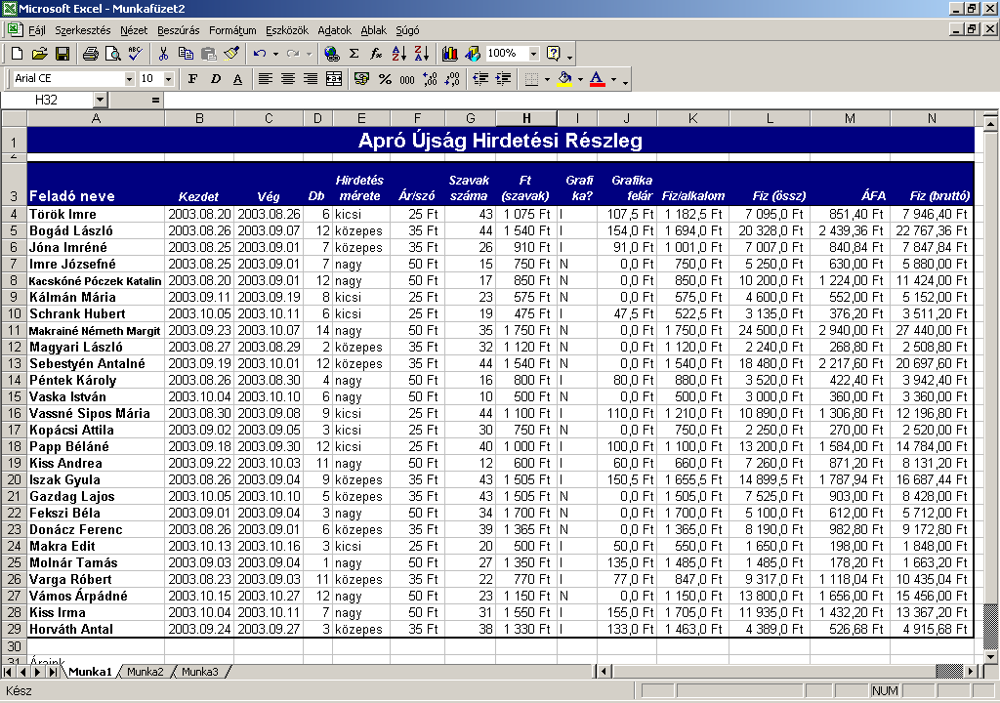 Microsoft Excel - Munkafüzet2
Fájl Szerkesztés Nézet Beszúrás Formátum Eszközök Adatok Ablak Súgó
100%
Arial CE 10 F D A
H32 =
A B C D E F G H I J K L M N
1 Apró Újság Hirdetési Részleg
2
3 Feladó neve Kezdet Vég Db Hirdetés mérete Ár/szó Szavak száma Ft (szavak) Grafi ka? Grafika felár Fiz/alkalom Fiz (össz) ÁFA Fiz (bruttó)
4 Török Imre 2003.08.20 2003.08.26 6 kicsi 25 Ft 43 1 075 Ft I 107,5 Ft 1 182,5 Ft 7 095,0 Ft 851,40 Ft 7 946,40 Ft
5 Bogád László 2003.08.26 2003.09.07 12 közepes 35 Ft 44 1 540 Ft I 154,0 Ft 1 694,0 Ft 20 328,0 Ft 2 439,36 Ft 22 767,36 Ft
6 Jóna Imréné 2003.08.25 2003.09.01 7 közepes 35 Ft 26 910 Ft I 91,0 Ft 1 001,0 Ft 7 007,0 Ft 840,84 Ft 7 847,84 Ft
7 Imre Józsefné 2003.08.25 2003.09.01 7 nagy 50 Ft 15 750 Ft N 0,0 Ft 750,0 Ft 5 250,0 Ft 630,00 Ft 5 880,00 Ft
8 Kacskóné Póczek Katalin 2003.08.20 2003.09.01 12 nagy 50 Ft 17 850 Ft N 0,0 Ft 850,0 Ft 10 200,0 Ft 1 224,00 Ft 11 424,00 Ft
9 Kálmán Mária 2003.09.11 2003.09.19 8 kicsi 25 Ft 23 575 Ft N 0,0 Ft 575,0 Ft 4 600,0 Ft 552,00 Ft 5 152,00 Ft
10 Schrank Hubert 2003.10.05 2003.10.11 6 kicsi 25 Ft 19 475 Ft I 47,5 Ft 522,5 Ft 3 135,0 Ft 376,20 Ft 3 511,20 Ft
11 Makrainé Németh Margit 2003.09.23 2003.10.07 14 nagy 50 Ft 35 1 750 Ft N 0,0 Ft 1 750,0 Ft 24 500,0 Ft 2 940,00 Ft 27 440,00 Ft
12 Magyari László 2003.08.27 2003.08.29 2 közepes 35 Ft 32 1 120 Ft N 0,0 Ft 1 120,0 Ft 2 240,0 Ft 268,80 Ft 2 508,80 Ft
13 Sebestyén Antalné 2003.09.19 2003.10.01 12 közepes 35 Ft 44 1 540 Ft N 0,0 Ft 1 540,0 Ft 18 480,0 Ft 2 217,60 Ft 20 697,60 Ft
14 Péntek Károly 2003.08.26 2003.08.30 4 nagy 50 Ft 16 800 Ft I 80,0 Ft 880,0 Ft 3 520,0 Ft 422,40 Ft 3 942,40 Ft
15 Vaska István 2003.10.04 2003.10.10 6 nagy 50 Ft 10 500 Ft N 0,0 Ft 500,0 Ft 3 000,0 Ft 360,00 Ft 3 360,00 Ft
16 Vassné Sipos Mária 2003.08.30 2003.09.08 9 kicsi 25 Ft 44 1 100 Ft I 110,0 Ft 1 210,0 Ft 10 890,0 Ft 1 306,80 Ft 12 196,80 Ft
17 Kopácsi Attila 2003.09.02 2003.09.05 3 kicsi 25 Ft 30 750 Ft N 0,0 Ft 750,0 Ft 2 250,0 Ft 270,00 Ft 2 520,00 Ft
18 Papp Béláné 2003.09.18 2003.09.30 12 kicsi 25 Ft 40 1 000 Ft I 100,0 Ft 1 100,0 Ft 13 200,0 Ft 1 584,00 Ft 14 784,00 Ft
19 Kiss Andrea 2003.09.22 2003.10.03 11 nagy 50 Ft 12 600 Ft I 60,0 Ft 660,0 Ft 7 260,0 Ft 871,20 Ft 8 131,20 Ft
20 Iszak Gyula 2003.08.26 2003.09.04 9 közepes 35 Ft 43 1 505 Ft I 150,5 Ft 1 655,5 Ft 14 899,5 Ft 1 787,94 Ft 16 687,44 Ft
21 Gazdag Lajos 2003.10.05 2003.10.10 5 közepes 35 Ft 43 1 505 Ft N 0,0 Ft 1 505,0 Ft 7 525,0 Ft 903,00 Ft 8 428,00 Ft
22 Fekszi Béla 2003.09.01 2003.09.04 3 nagy 50 Ft 34 1 700 Ft N 0,0 Ft 1 700,0 Ft 5 100,0 Ft 612,00 Ft 5 712,00 Ft
23 Donácz Ferenc 2003.08.26 2003.09.01 6 közepes 35 Ft 39 1 365 Ft N 0,0 Ft 1 365,0 Ft 8 190,0 Ft 982,80 Ft 9 172,80 Ft
24 Makra Edit 2003.10.13 2003.10.16 3 kicsi 25 Ft 20 500 Ft I 50,0 Ft 550,0 Ft 1 650,0 Ft 198,00 Ft 1 848,00 Ft
25 Molnár Tamás 2003.09.03 2003.09.04 1 nagy 50 Ft 27 1 350 Ft I 135,0 Ft 1 485,0 Ft 1 485,0 Ft 178,20 Ft 1 663,20 Ft
26 Varga Róbert 2003.08.23 2003.09.03 11 közepes 35 Ft 22 770 Ft I 77,0 Ft 847,0 Ft 9 317,0 Ft 1 118,04 Ft 10 435,04 Ft
27 Vámos Árpádné 2003.10.15 2003.10.27 12 nagy 50 Ft 23 1 150 Ft N 0,0 Ft 1 150,0 Ft 13 800,0 Ft 1 656,00 Ft 15 456,00 Ft
28 Kiss Irma 2003.10.04 2003.10.11 7 nagy 50 Ft 31 1 550 Ft I 155,0 Ft 1 705,0 Ft 11 935,0 Ft 1 432,20 Ft 13 367,20 Ft
29 Horváth Antal 2003.09.24 2003.09.27 3 közepes 35 Ft 38 1 330 Ft I 133,0 Ft 1 463,0 Ft 4 389,0 Ft 526,68 Ft 4 915,68 Ft
30
31 Áraink
Munka1 Munka2 Munka3
Kész NUM